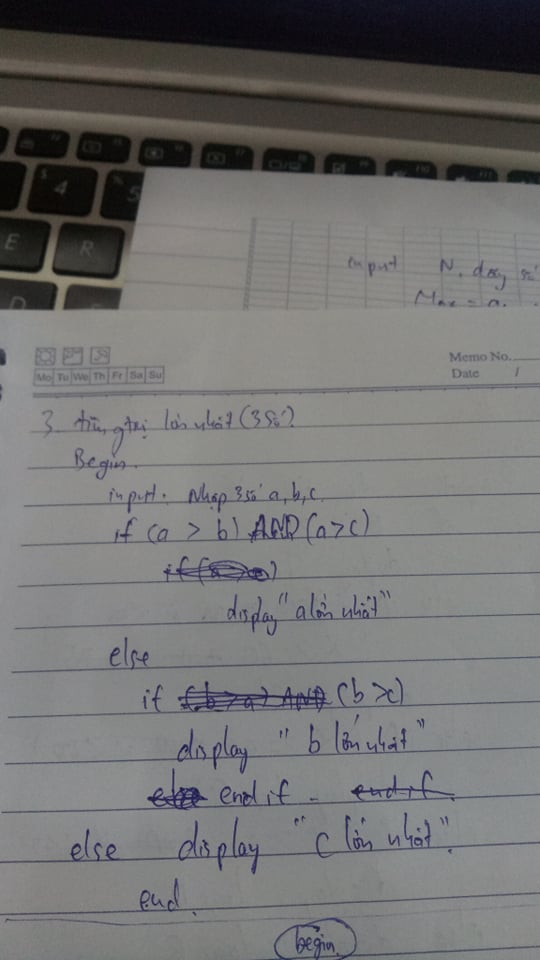 $ 4
% 5
E R
D
input N, dãy số
Max = a.
Memo No.
Mo Tu We Th Fr Sa Su
Date /
3. tìm giá trị lớn nhất (3 số)
Begin.
input. Nhập 3 số a, b, c.
if (a > b) AND (a > c)
display "a lớn nhất"
else
if (b > c)
display "b lớn nhất"
end if
else display "c lớn nhất".
end.
begin.